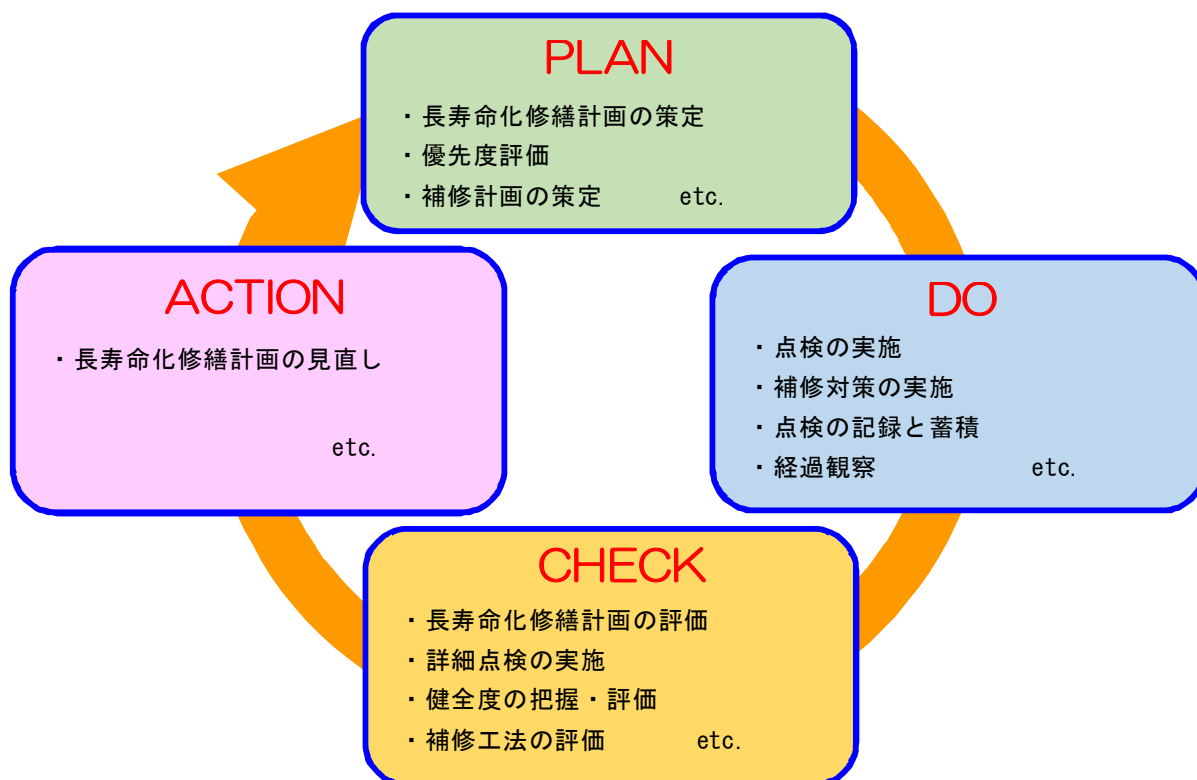 PLAN
・長寿命化修繕計画の策定
・優先度評価
・補修計画の策定 etc.
DO
・点検の実施
・補修対策の実施
・点検の記録と蓄積
・経過観察 etc.
CHECK
・長寿命化修繕計画の評価
・詳細点検の実施
・健全度の把握・評価
・補修工法の評価 etc.
ACTION
・長寿命化修繕計画の見直し
etc.